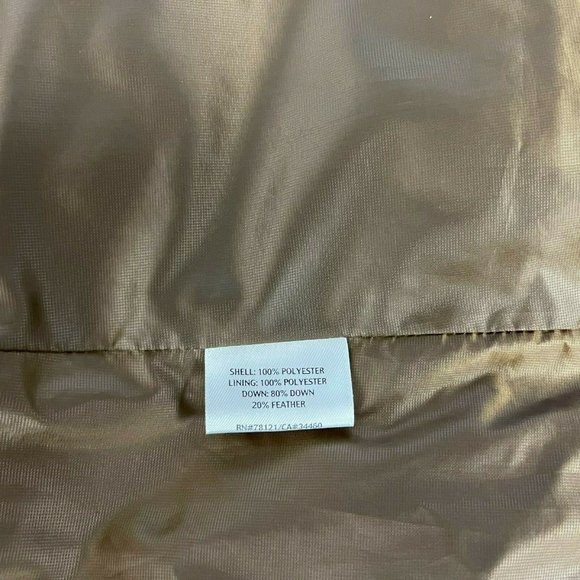 SHELL: 100% POLYESTER
LINING: 100% POLYESTER
DOWN: 80% DOWN
20% FEATHER
RN#78121/CA#34460